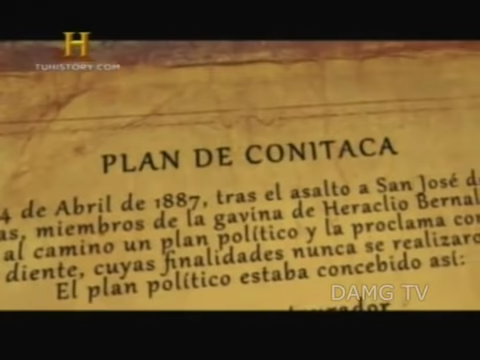 H
TUHISTORY.COM
PLAN DE CONITACA
4 de Abril de 1887, tras el asalto a San José d
as, miembros de la gavina de Heraclio Bernal
al camino un plan político y la proclama con
diente, cuyas finalidades nunca se realizaro
El plan político estaba concebido así:
DAMG TV